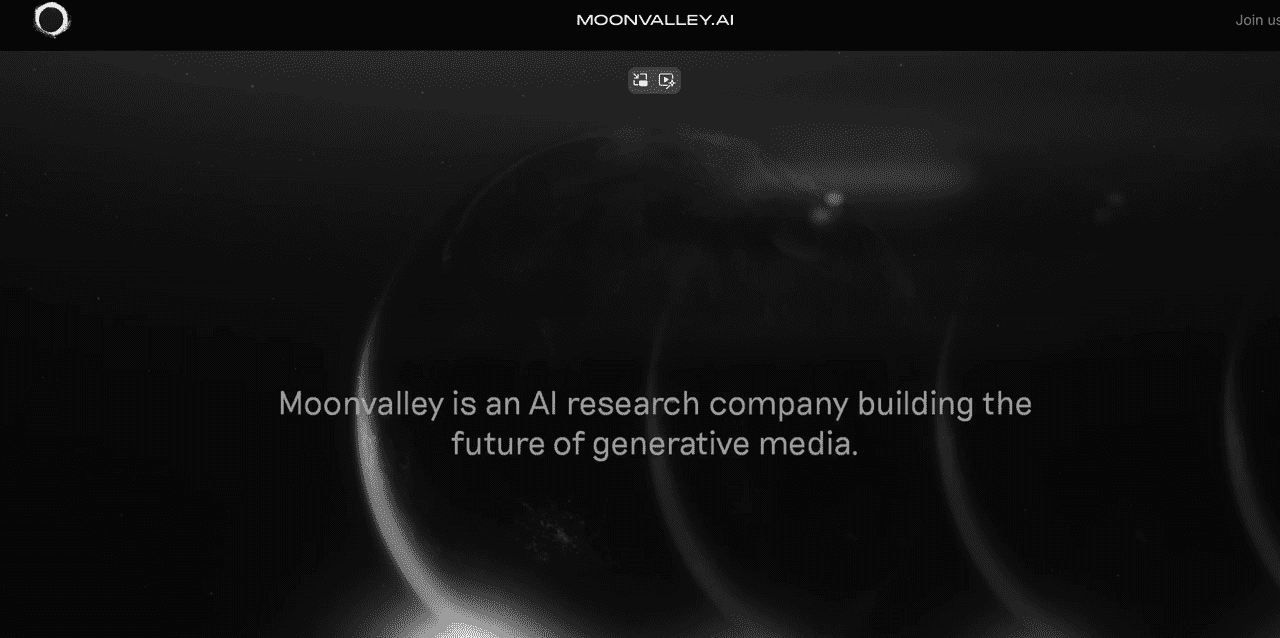 MOONVALLEY.AI
Join us
Moonvalley is an AI research company building the
future of generative media.